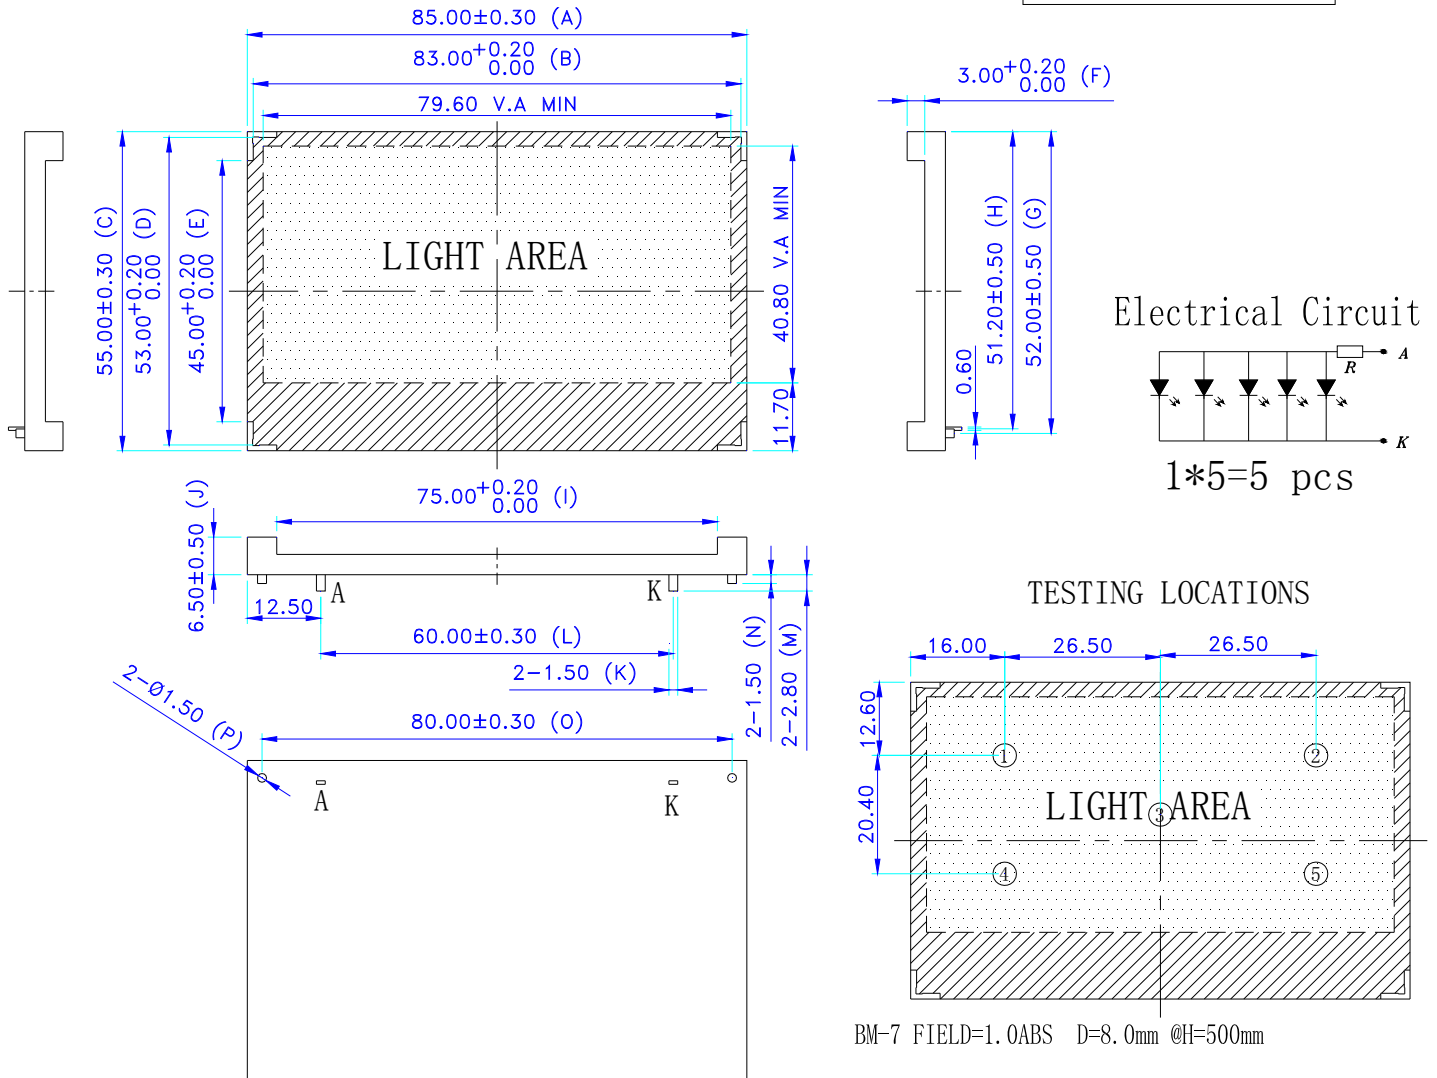 85.00±0.30 (A)
83.00+0.20 0.00 (B)
79.60 V.A MIN
3.00+0.20 0.00 (F)
55.00±0.30 (C)
53.00+0.20 0.00 (D)
45.00+0.20 0.00 (E)
LIGHT AREA
40.80 V.A MIN
11.70
0.60
51.20±0.50 (H)
52.00±0.50 (G)
Electrical Circuit
A
R
K
1*5=5 pcs
75.00+0.20 0.00 (I)
6.50±0.50 (J)
A
K
12.50
60.00±0.30 (L)
2-1.50 (K)
2-1.50 (N)
2-2.80 (M)
2-Ø1.50 (P)
80.00±0.30 (O)
A
K
TESTING LOCATIONS
16.00
26.50
26.50
12.60
20.40
1
2
LIGHT AREA
3
4
5
BM-7 FIELD=1.0ABS D=8.0mm @H=500mm